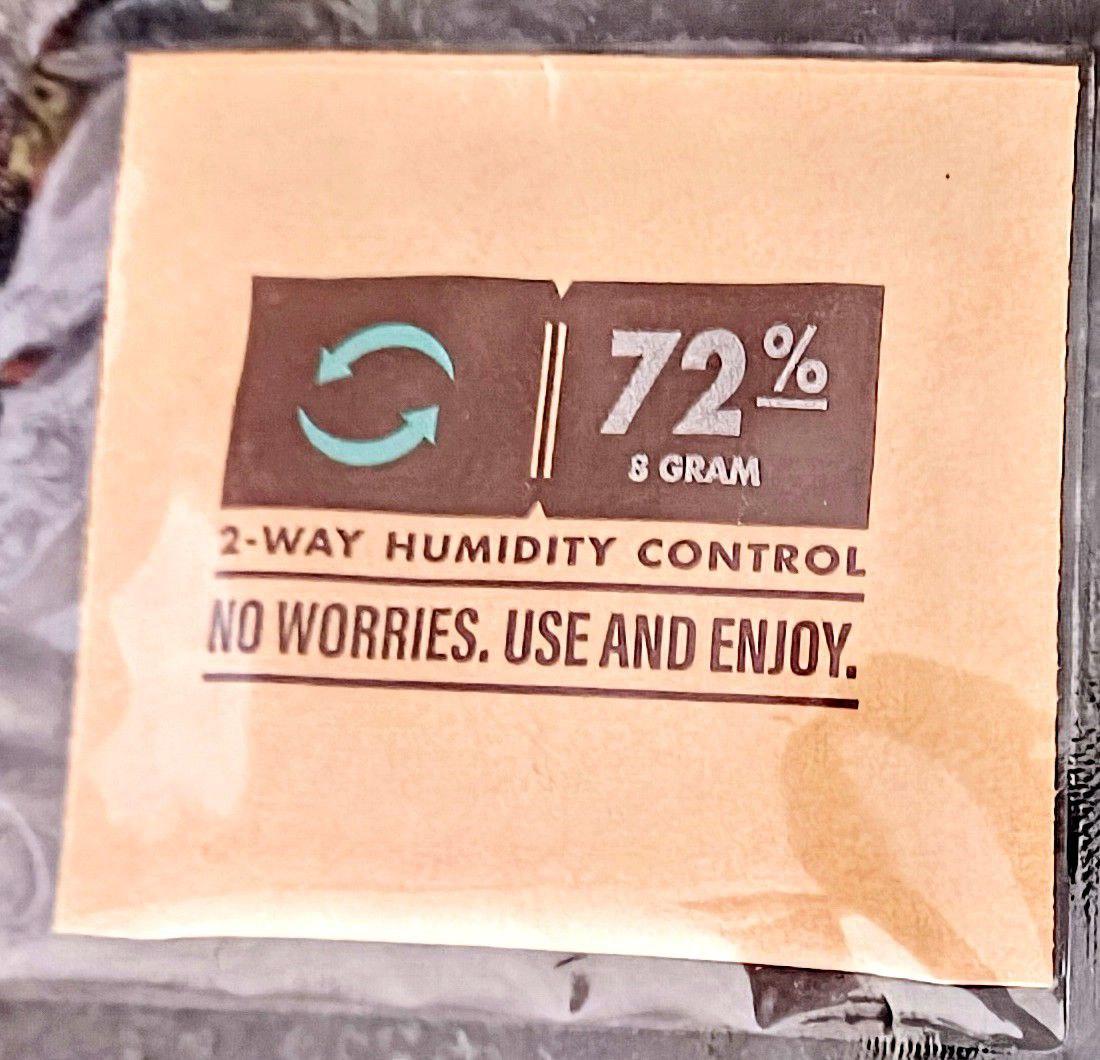 72%
8 GRAM
2-WAY HUMIDITY CONTROL
NO WORRIES. USE AND ENJOY.